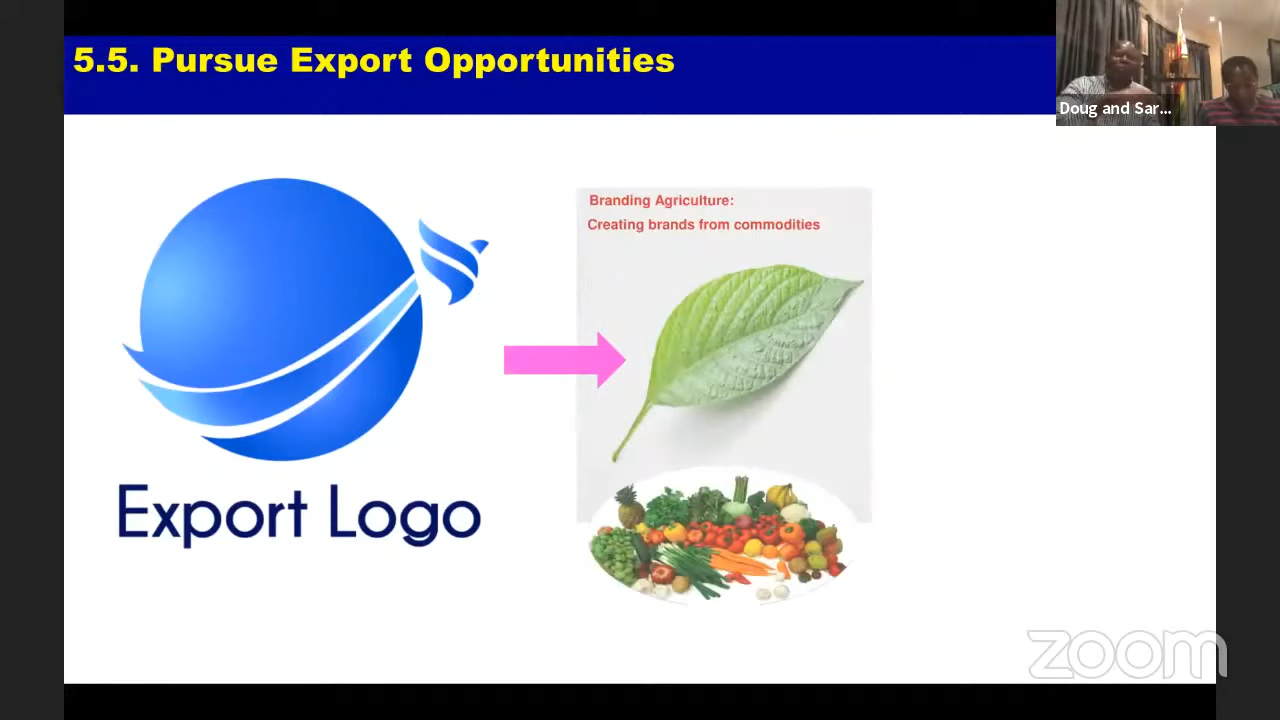 5.5. Pursue Export Opportunities
Doug and Sar...
Branding Agriculture:
Creating brands from commodities
Export Logo
zoom